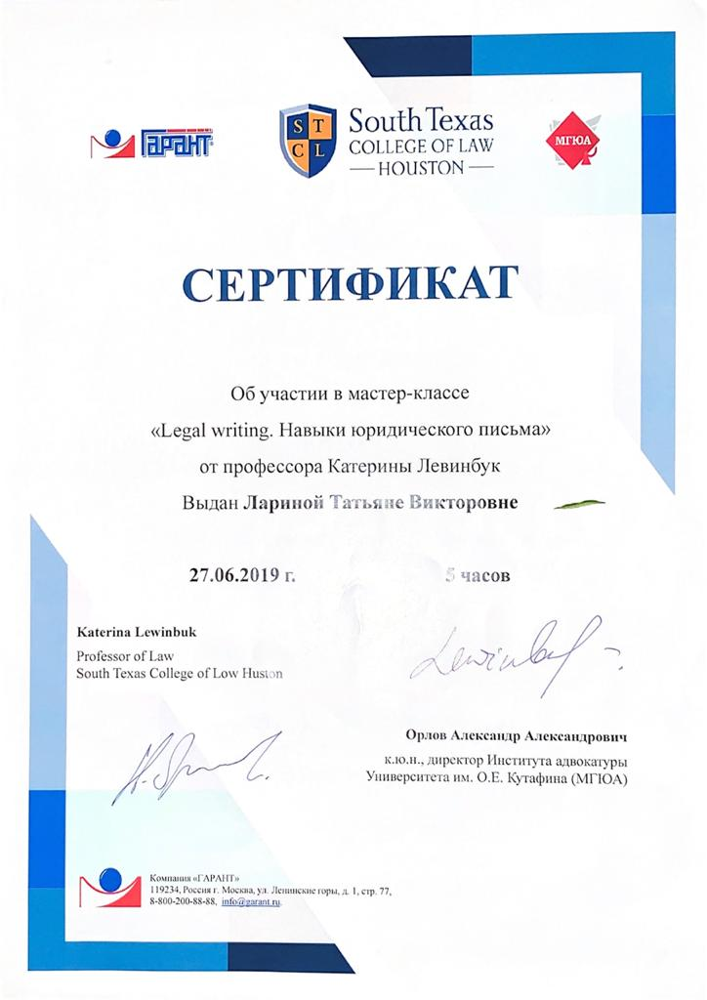 ГАРАНТ
STCL
South Texas
COLLEGE OF LAW
HOUSTON
МГЮА
СЕРТИФИКАТ
Об участии в мастер-классе
«Legal writing. Навыки юридического письма»
от профессора Катерины Левинбук
Выдан Лариной Татьяне Викторовне
27.06.2019 г. 5 часов
Katerina Lewinbuk
Professor of Law
South Texas College of Low Huston
Lewinbuk
Орлов Александр Александрович
к.ю.н., директор Института адвокатуры
Университета им. О.Е. Кутафина (МГЮА)
Компания «ГАРАНТ»
119234, Россия г. Москва, ул. Ленинские горы, д. 1, стр. 77,
8-800-200-88-88, info@garant.ru.